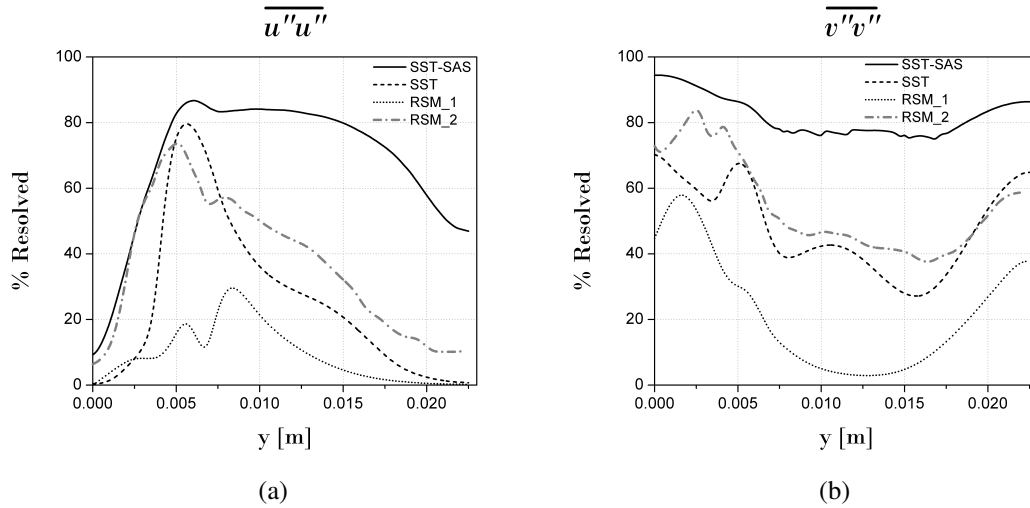 u″u″
% Resolved
100
80
60
40
20
0
SST-SAS
SST
RSM_1
RSM_2
0.000 0.005 0.010 0.015 0.020
y [m]
(a)
v″v″
% Resolved
100
80
60
40
20
0
SST-SAS
SST
RSM_1
RSM_2
0.000 0.005 0.010 0.015 0.020
y [m]
(b)